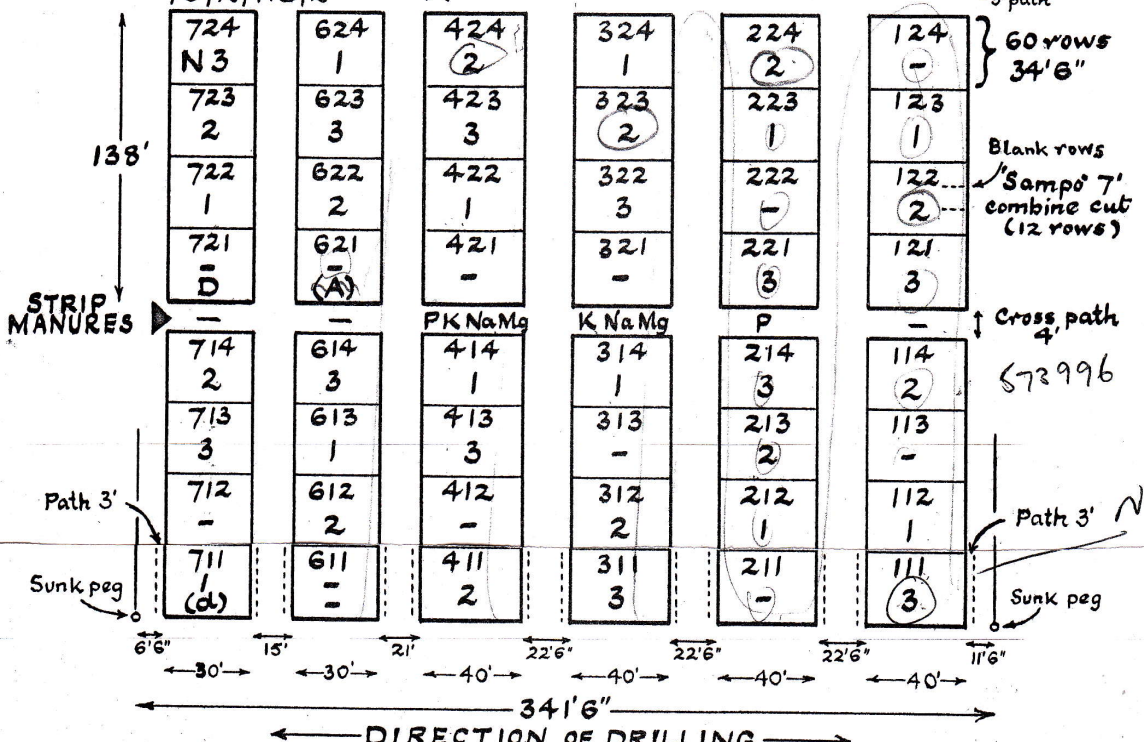 3' path
724 624 424 324 224 124
N3 1 2 1 2 -
60 rows
34'6"
723 623 423 323 223 123
2 3 3 2 1 1
138'
Blank rows
722 622 422 322 222 122
1 2 1 3 - 2
"Sampo" 7'
combine cut
(12 rows)
721 621 421 321 221 121
- - - - 3 3
D (A)
STRIP
MANURES
- - PKNaMg KNaMg P -
Cross path
4'
714 614 414 314 214 114
2 3 1 1 3 2
573996
713 613 413 313 213 113
3 1 3 - 2 -
712 612 412 312 212 112
- 2 - 2 1 1
Path 3'
Path 3'
N
711 611 411 311 211 111
1 = 2 3 - 3
(d)
Sunk peg
Sunk peg
6'6" 15' 21' 22'6" 22'6" 22'6" 11'6"
30' 30' 40' 40' 40' 40'
341'6"
DIRECTION OF DRILLING